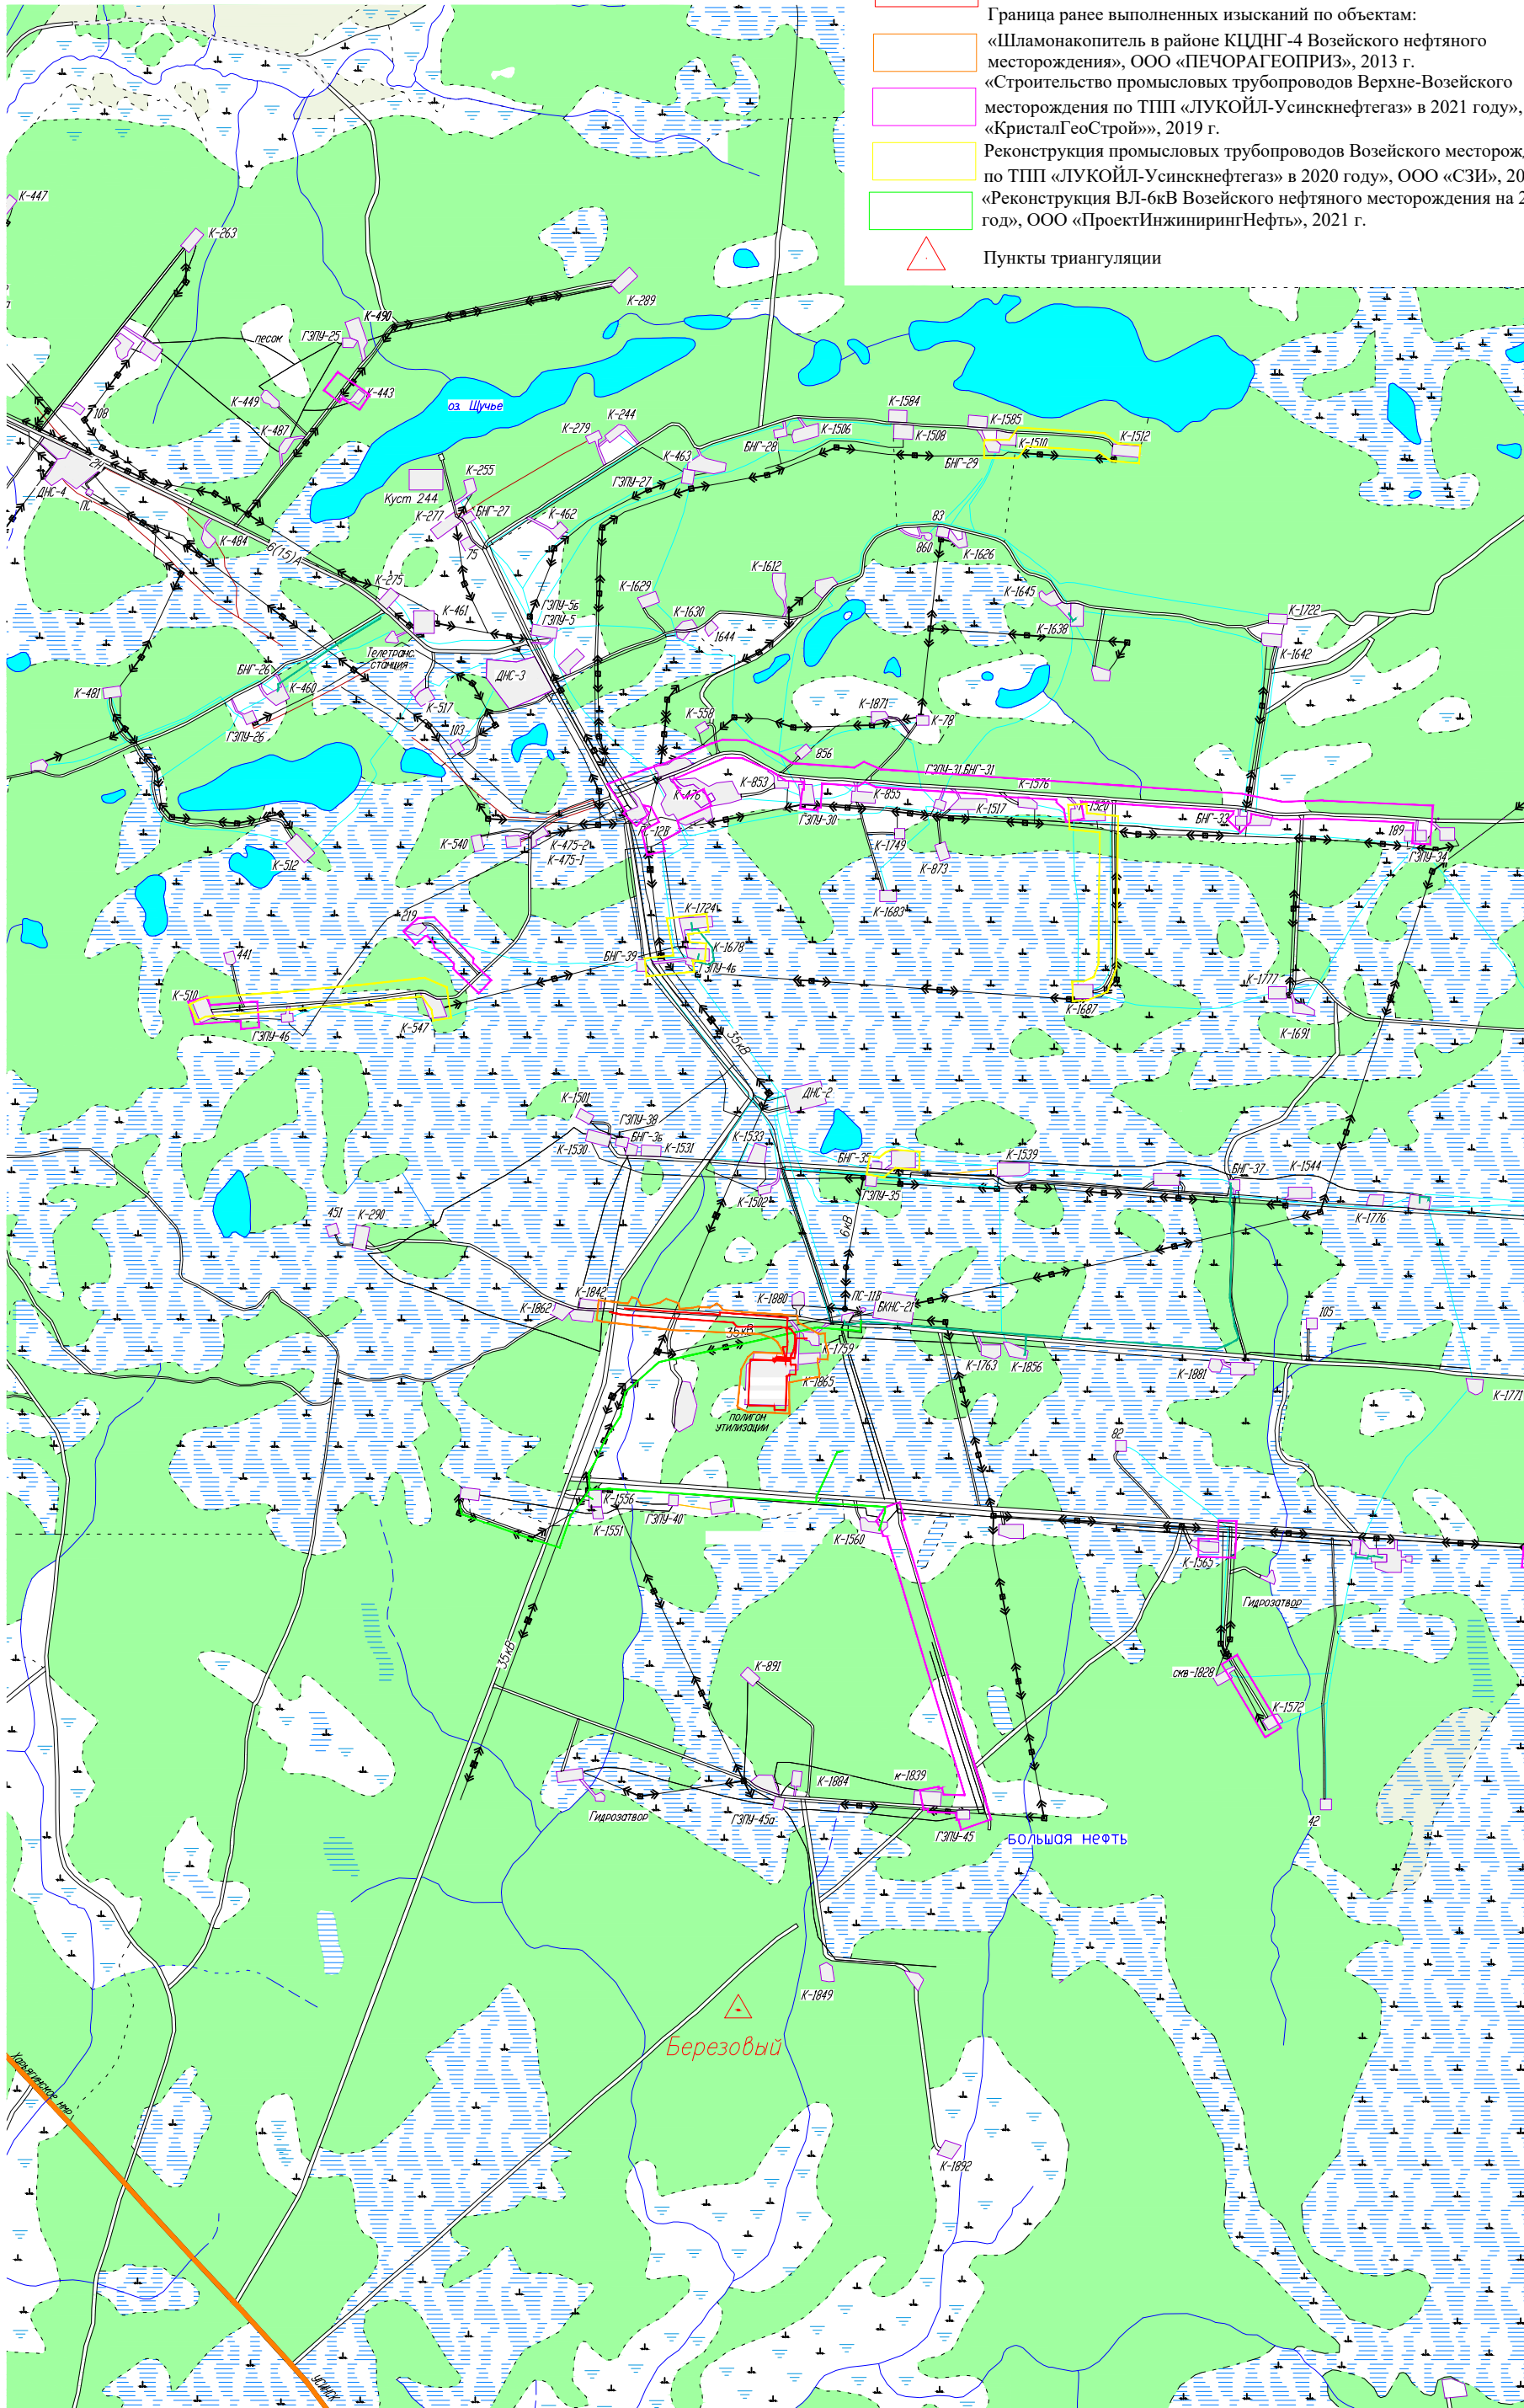 Граница ранее выполненных изысканий по объектам:
«Шламонакопитель в районе КЦДНГ-4 Возейского нефтяного
месторождения», ООО «ПЕЧОРАГЕОПРИЗ», 2013 г.
«Строительство промысловых трубопроводов Верхне-Возейского
месторождения по ТПП «ЛУКОЙЛ-Усинскнефтегаз» в 2021 году»,
«КристалГеоСтрой»», 2019 г.
Реконструкция промысловых трубопроводов Возейского месторожд
по ТПП «ЛУКОЙЛ-Усинскнефтегаз» в 2020 году», ООО «СЗИ», 20
«Реконструкция ВЛ-6кВ Возейского нефтяного месторождения на 2
год», ООО «ПроектИнжинирингНефть», 2021 г.
Пункты триангуляции
К-447
К-263
К-289
К-490
ГЗПУ-25
песок
К-443
К-449
108
К-487
оз. Щучье
К-279
К-244
К-463
БНГ-28
К-1506
К-1584
К-1508
К-1585
К-1510
К-1512
БНГ-29
ДНС-4
ПС
К-484
6(15)А
Куст 244
К-255
К-277
БНГ-27
75
К-462
ГЗПУ-27
83
860
К-1626
К-275
К-461
ГЗПУ-5б
ГЗПУ-5
К-1629
К-1630
1644
К-1612
К-1645
К-1638
К-1722
К-1642
Телетранс.
станция
БНГ-26
К-460
К-481
ГЗПУ-26
К-517
103
ДНС-3
К-558
К-1871
К-78
856
К-476
К-853
ГЗПУ-30
К-855
ГЗПУ-31
БНГ-31
К-1517
К-1576
К-1520
БНГ-33
189
ГЗПУ-34
К-512
К-540
К-475-2
К-475-1
К-1749
К-873
К-1683
219
441
К-510
ГЗПУ-46
К-547
БНГ-39
К-1724
К-1678
ГЗПУ-4б
К-1687
К-1777
К-1691
35кВ
ДНС-2
К-1501
ГЗПУ-38
БНГ-3б
К-1530
К-1531
К-1533
К-1502
БНГ-35
ГЗПУ-35
К-1539
БНГ-37
К-1544
К-1776
451
К-290
6кВ
К-1842
К-1862
К-1880
ПС-11В
БКНС-21
35кВ
К-1759
К-1865
полигон
утилизации
К-1763
К-1856
105
К-1881
К-1771
82
К-1556
К-1551
ГЗПУ-40
К-1560
К-1565
Гидрозатвор
35кВ
К-891
скв-1828
К-1572
Гидрозатвор
ГЗПУ-45а
К-1884
к-1839
ГЗПУ-45
Большая нефть
42
К-1849
Березовый
К-1892
УСИНСК